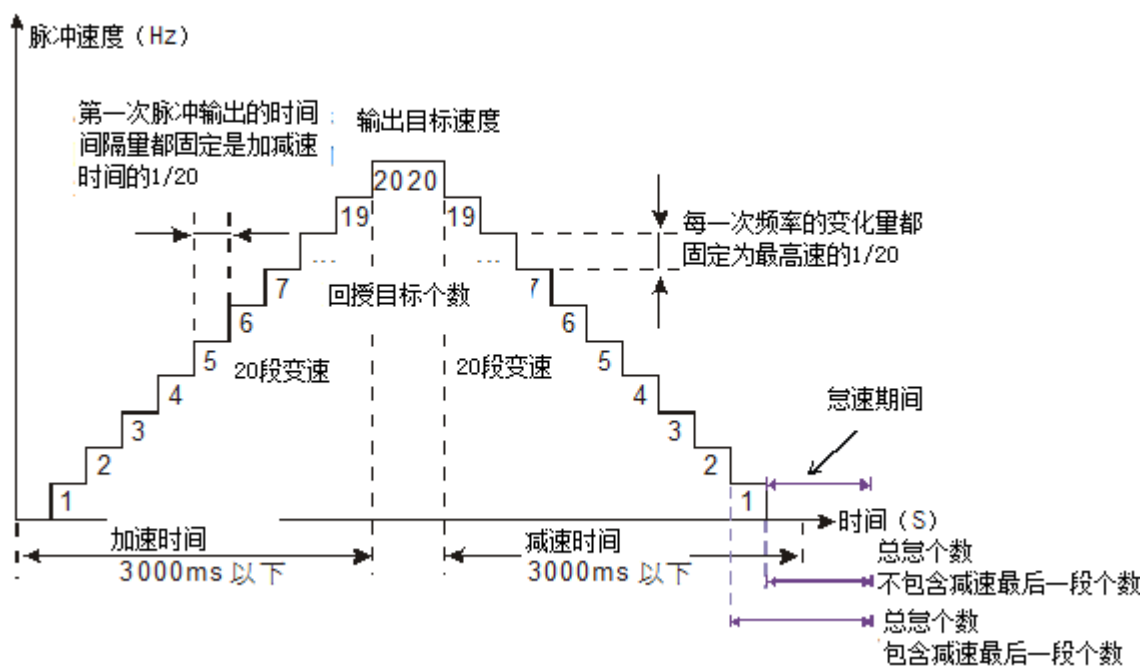 脉冲速度（Hz）
第一次脉冲输出的时间
间隔量都固定是加减速
时间的1/20
输出目标速度
20 20
19
19
每一次频率的变化量都
固定为最高速的1/20
...
...
7
7
回授目标个数
6
6
5
5
20段变速
20段变速
4
4
怠速期间
3
3
2
2
1
1
时间（S）
加速时间
3000ms 以下
减速时间
3000ms 以下
总怠个数
不包含减速最后一段个数
总怠个数
包含减速最后一段个数